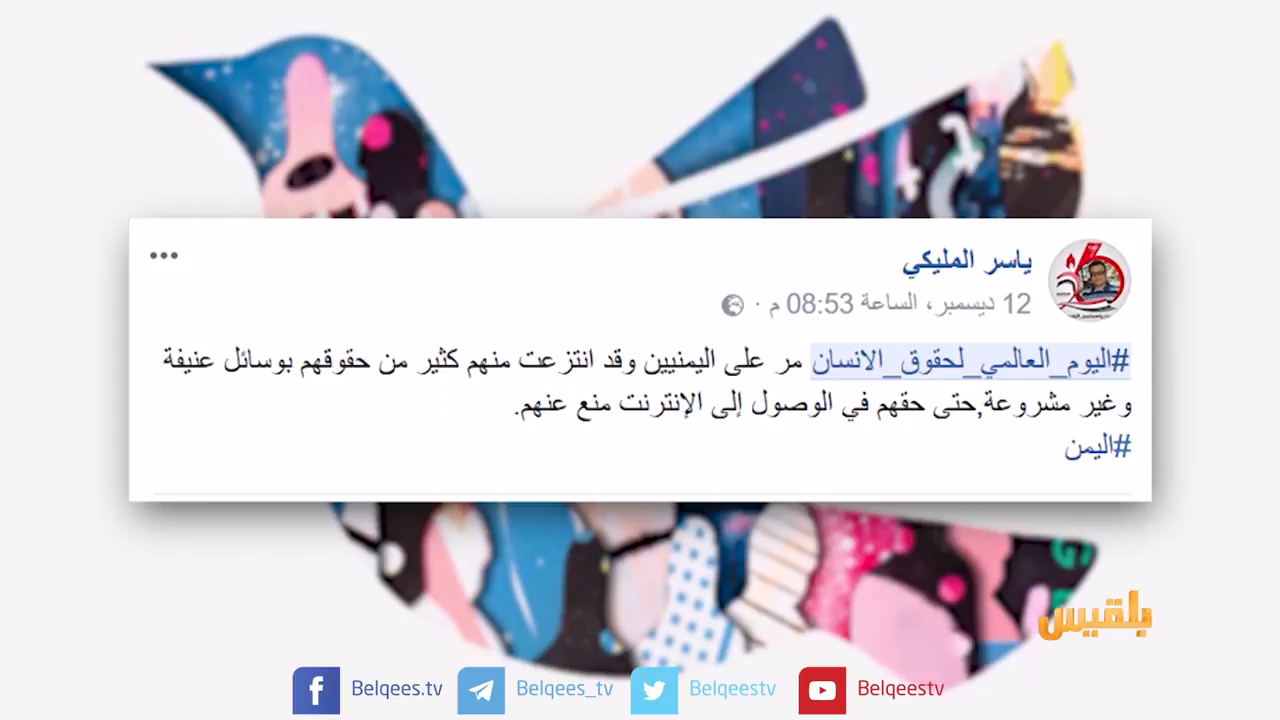 ياسر المليكي
12 ديسمبر، الساعة 08:53 م ·
#اليوم_العالمي_لحقوق_الانسان مر على اليمنيين وقد انتزعت منهم كثير من حقوقهم بوسائل عنيفة
وغير مشروعة,حتى حقهم في الوصول إلى الإنترنت منع عنهم.
#اليمن
بلقيس
Belqees.tv Belqees_tv Belqeestv Belqeestv